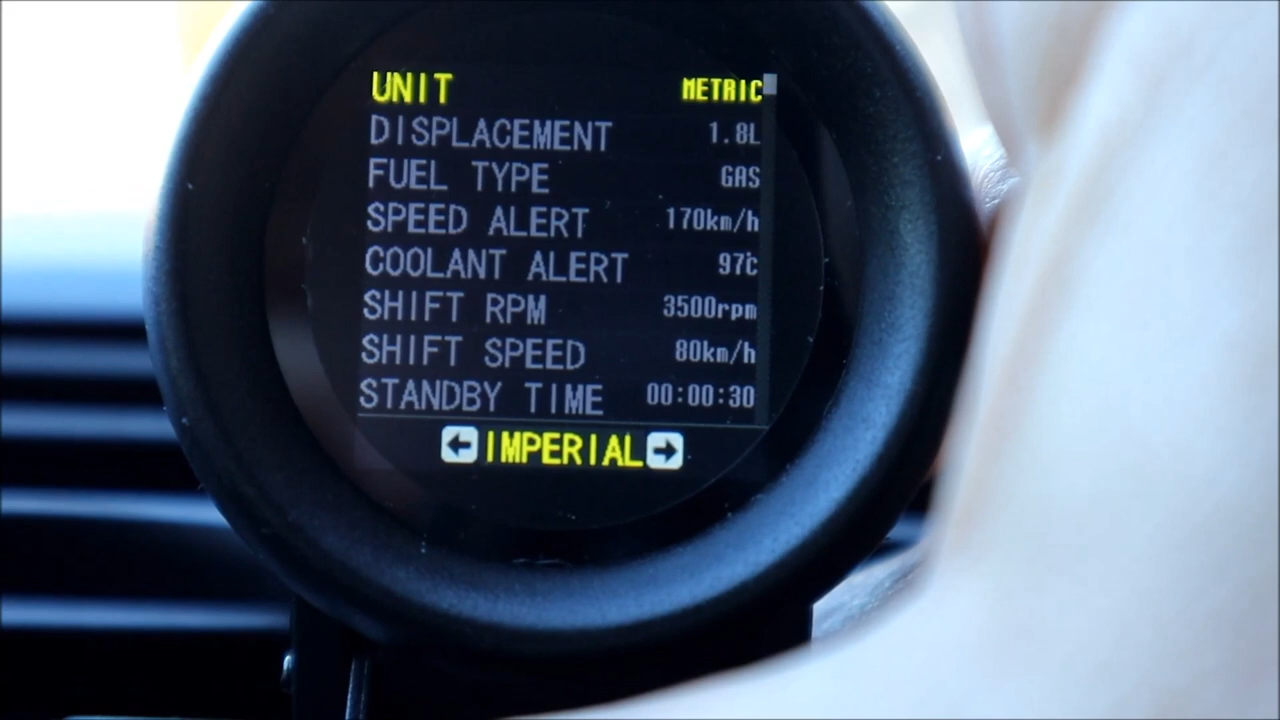 UNIT METRIC
DISPLACEMENT 1.8L
FUEL TYPE GAS
SPEED ALERT 170km/h
COOLANT ALERT 97℃
SHIFT RPM 3500rpm
SHIFT SPEED 80km/h
STANDBY TIME 00:00:30
← IMPERIAL →